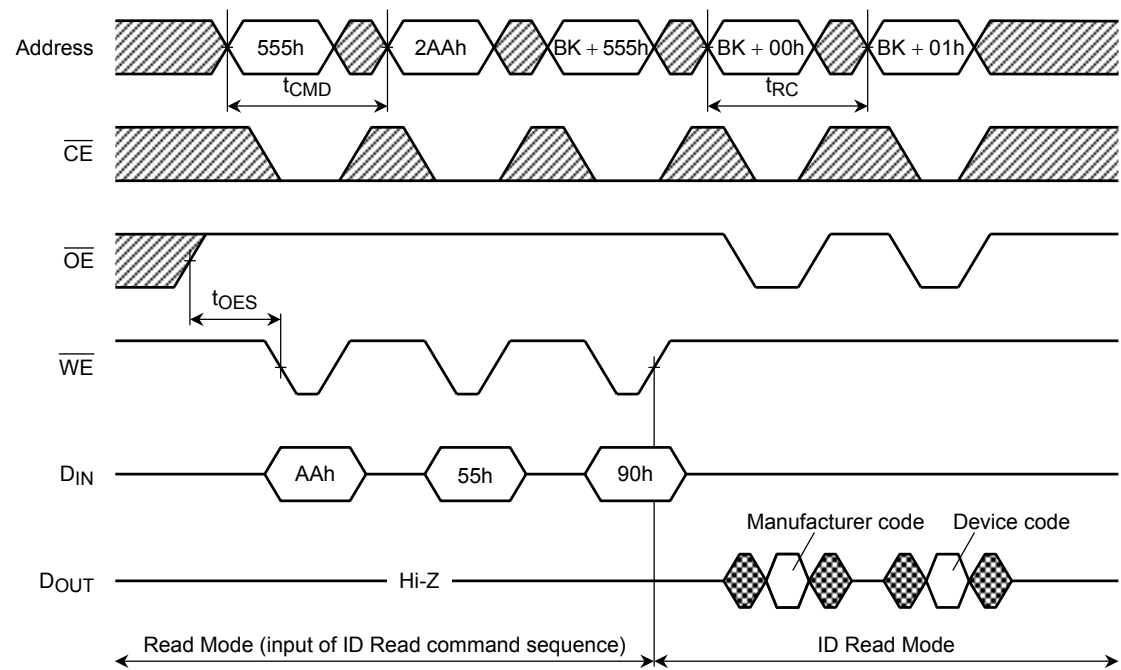 Address 555h 2AAh BK + 555h BK + 00h BK + 01h
tCMD tRC
CE
OE
tOES
WE
DIN AAh 55h 90h
Manufacturer code Device code
DOUT Hi-Z
Read Mode (input of ID Read command sequence) ID Read Mode